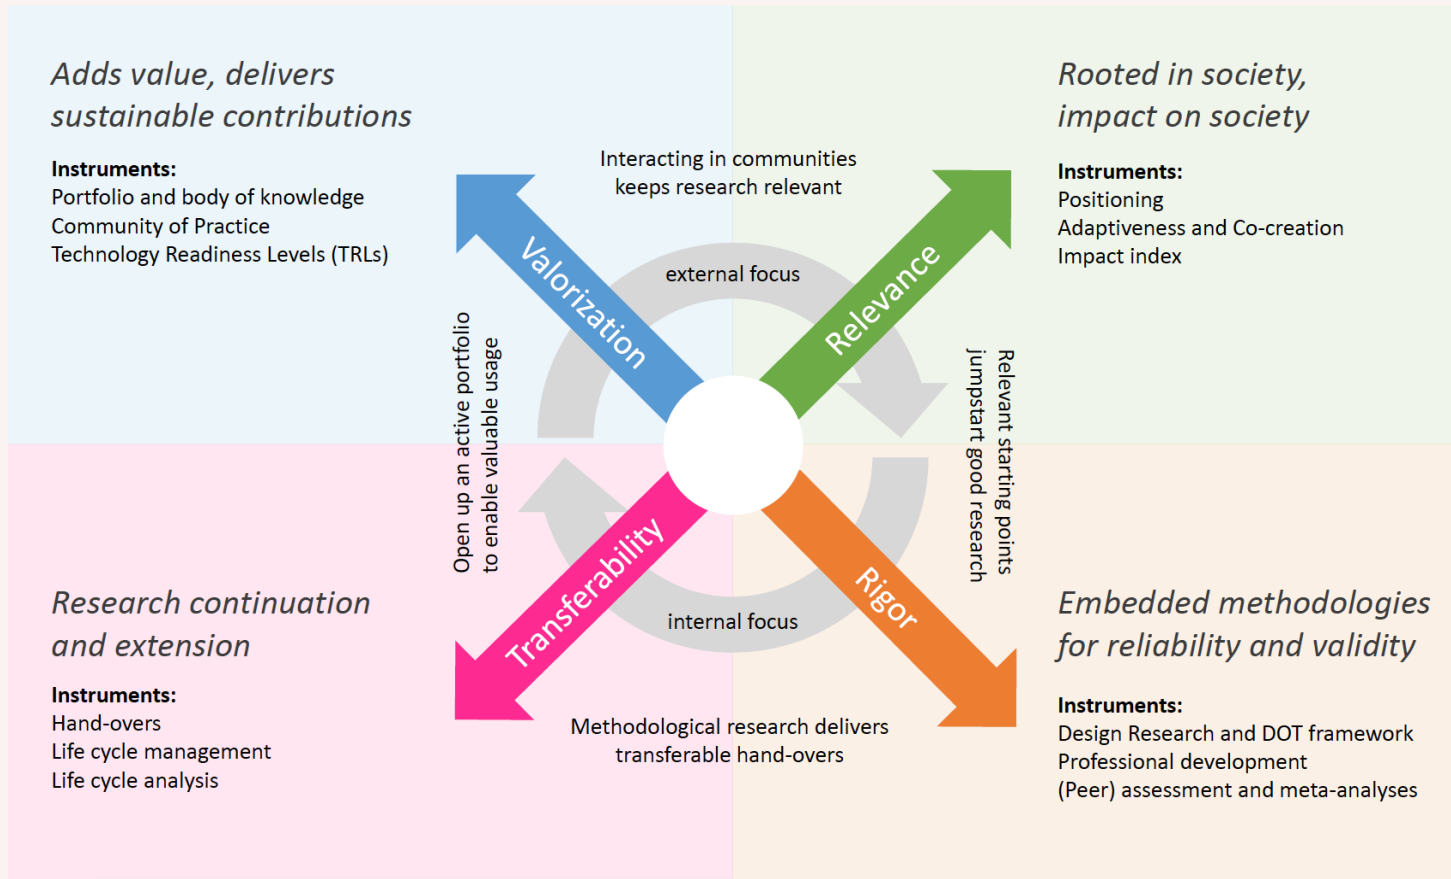 Adds value, delivers
sustainable contributions
Instruments:
Portfolio and body of knowledge
Community of Practice
Technology Readiness Levels (TRLs)
Interacting in communities
keeps research relevant
Rooted in society,
impact on society
Instruments:
Positioning
Adaptiveness and Co-creation
Impact index
Valorization
external focus
Relevance
Open up an active portfolio
to enable valuable usage
Relevant starting points
jumpstart good research
Transferability
internal focus
Rigor
Research continuation
and extension
Instruments:
Hand-overs
Life cycle management
Life cycle analysis
Methodological research delivers
transferable hand-overs
Embedded methodologies
for reliability and validity
Instruments:
Design Research and DOT framework
Professional development
(Peer) assessment and meta-analyses